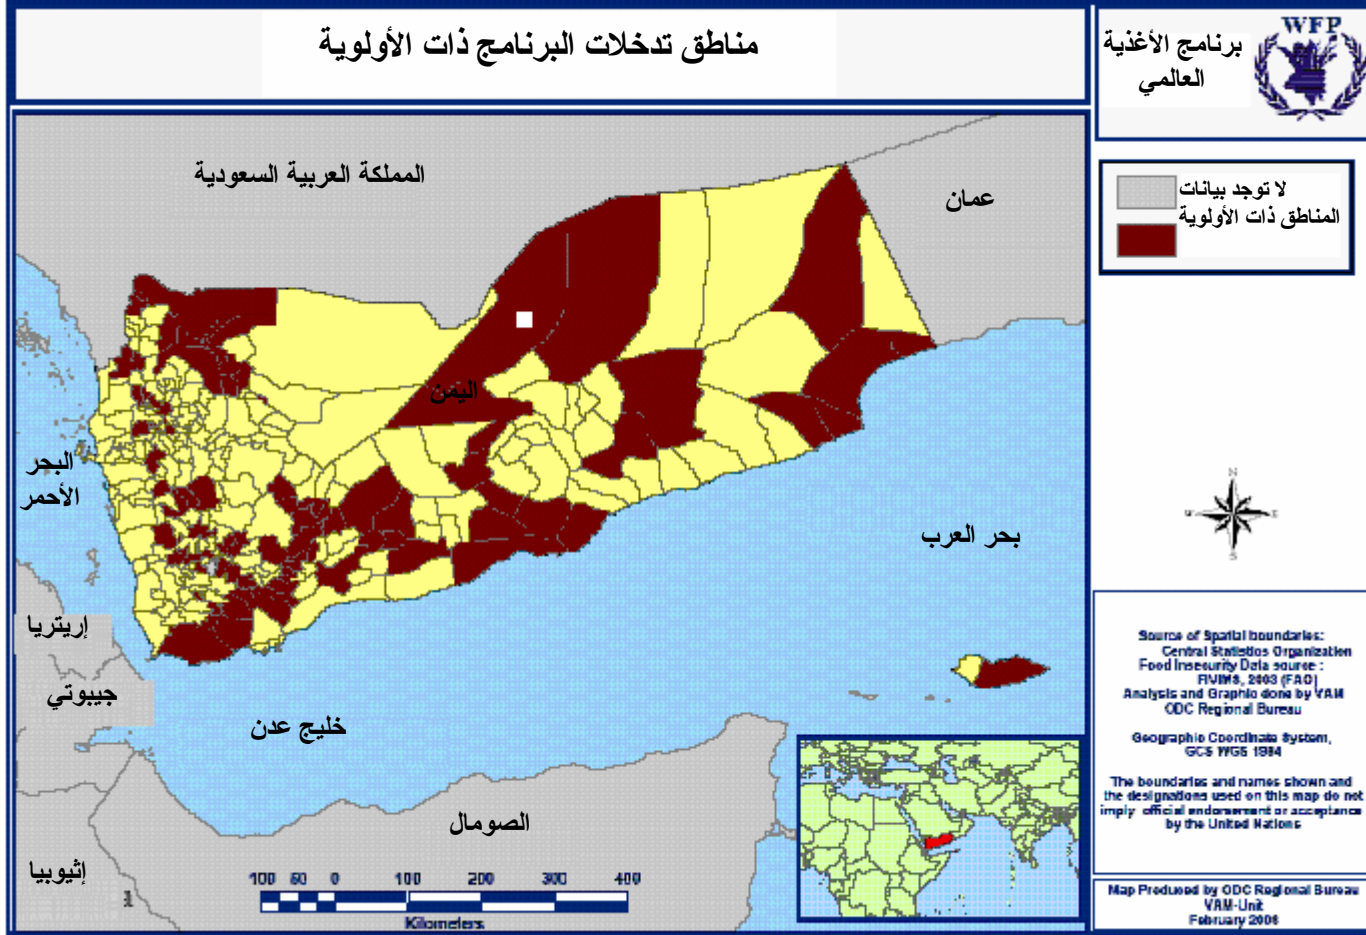 مناطق تدخلات البرنامج ذات الأولوية
برنامج الأغذية
العالمي
WFP
لا توجد بيانات
المناطق ذات الأولوية
المملكة العربية السعودية
عمان
اليمن
البحر
الأحمر
بحر العرب
إريتريا
جيبوتي
خليج عدن
الصومال
إثيوبيا
100 50 0 100 200 300 400
Kilometers
N
W E
S
Source of Spatial boundaries:
Central Statistics Organization
Food Insecurity Data source :
FIVIMS, 2003 (FAO)
Analysis and Graphic done by VAM
ODC Regional Bureau
Geographic Coordinate System,
GCS WGS 1984
The boundaries and names shown and
the designations used on this map do not
imply official endorsement or acceptance
by the United Nations
Map Produced by ODC Regional Bureau
VAM-Unit
February 2006